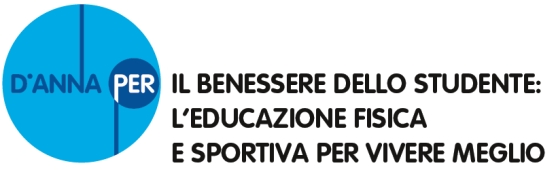 D'ANNA PER IL BENESSERE DELLO STUDENTE:
L'EDUCAZIONE FISICA
E SPORTIVA PER VIVERE MEGLIO